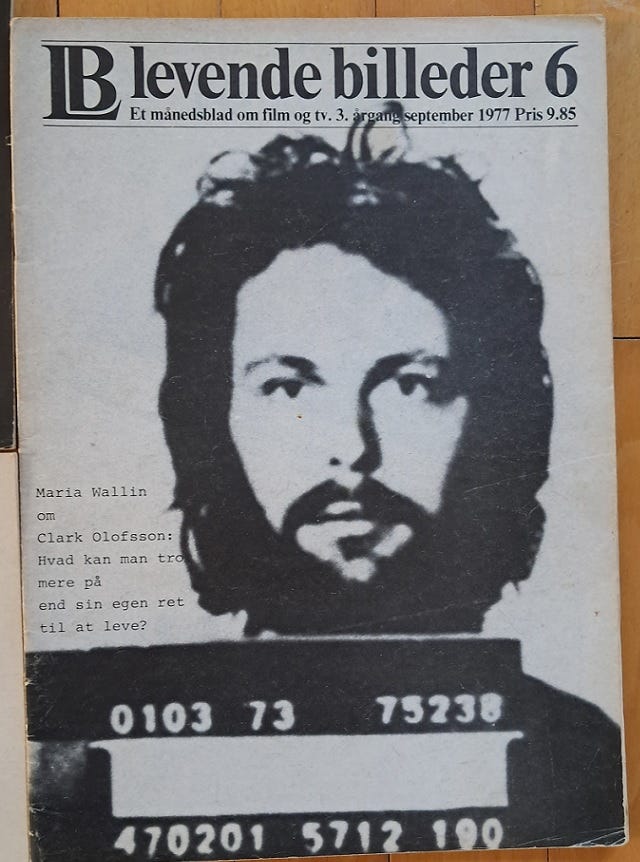 LB levende billeder 6
Et månedsblad om film og tv. 3. årgang september 1977 Pris 9.85
Maria Wallin
om
Clark Olofsson:
Hvad kan man tro
mere på
end sin egen ret
til at leve?
0103 73 75238
470201 5712 190